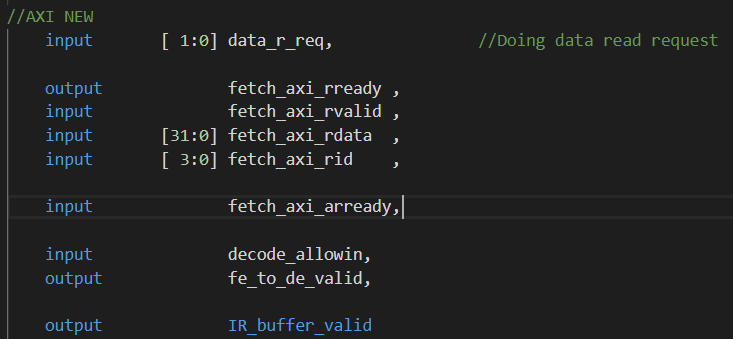 //AXI NEW
input [ 1:0] data_r_req, //Doing data read request
output fetch_axi_rready ,
input fetch_axi_rvalid ,
input [31:0] fetch_axi_rdata ,
input [ 3:0] fetch_axi_rid ,
input fetch_axi_arready,
input decode_allowin,
output fe_to_de_valid,
output IR_buffer_valid